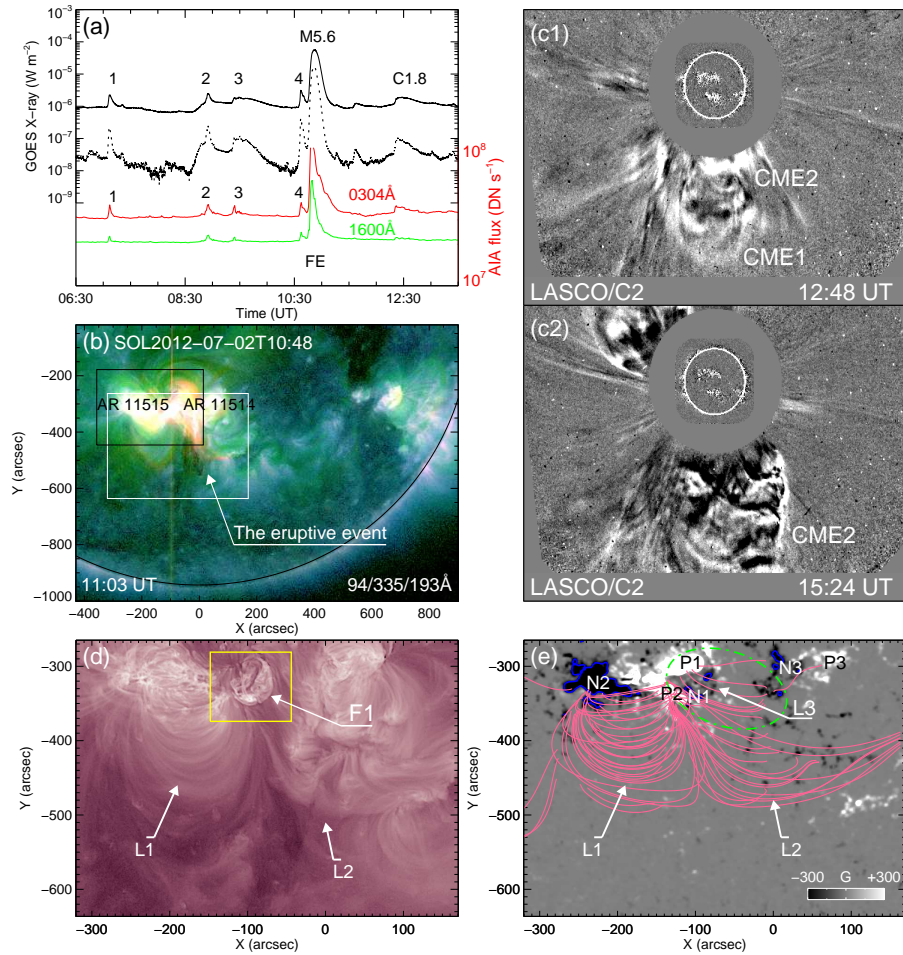 (a)
M5.6
1
2
3
4
C1.8
1
2
3
4
0304Å
1600Å
FE
10⁻³
10⁻⁴
10⁻⁵
10⁻⁶
10⁻⁷
10⁻⁸
10⁻⁹
GOES X−ray (W m⁻²)
10⁸
10⁷
AIA flux (DN s⁻¹)
06:30
08:30
10:30
12:30
Time (UT)
(b)
SOL2012−07−02T10:48
AR 11515
AR 11514
The eruptive event
11:03 UT
94/335/193Å
0
−200
−400
−600
−800
−1000
Y (arcsec)
−400
−200
0
200
400
600
800
X (arcsec)
(c1)
CME2
CME1
LASCO/C2
12:48 UT
(c2)
CME2
LASCO/C2
15:24 UT
(d)
F1
L1
L2
−300
−400
−500
−600
Y (arcsec)
−300
−200
−100
0
100
X (arcsec)
(e)
P1
P3
N3
N2
P2
N1
L3
L1
L2
−300
G
+300
−300
−400
−500
−600
Y (arcsec)
−300
−200
−100
0
100
X (arcsec)